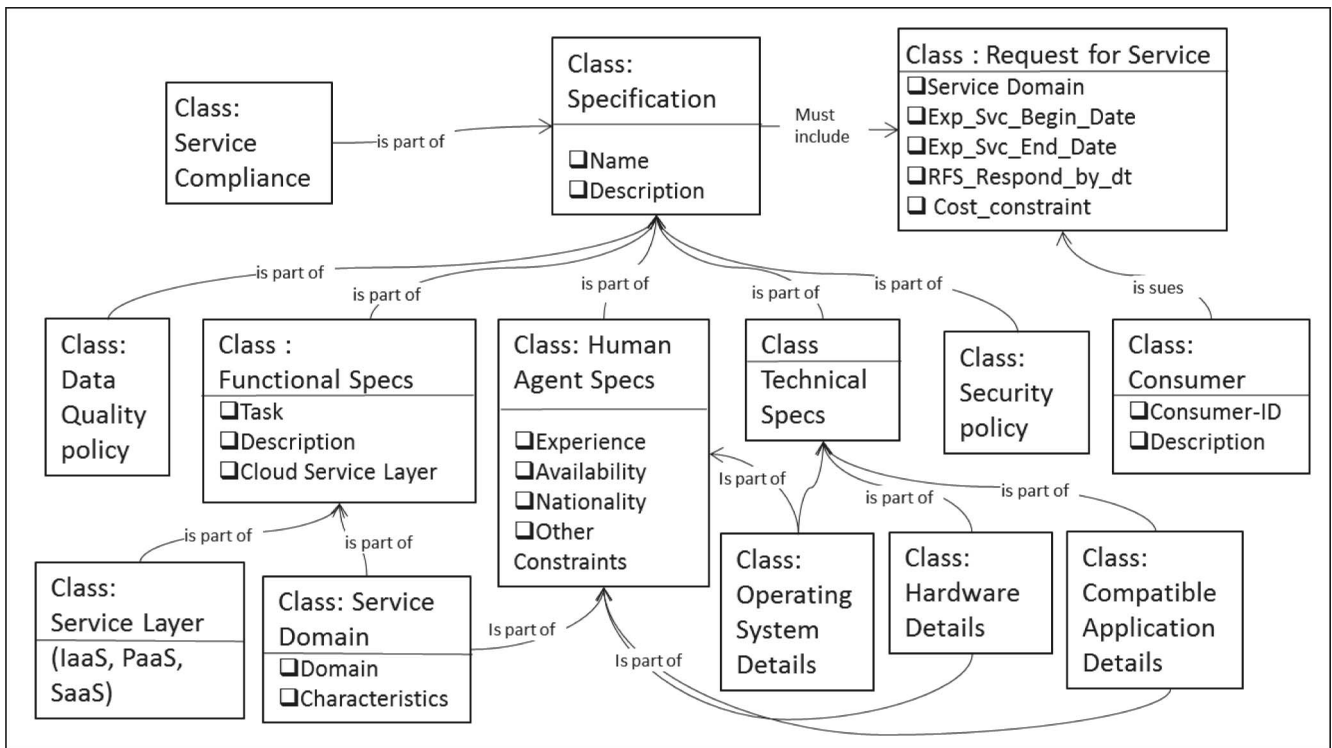 Class:
Service
Compliance
is part of
Class:
Specification
❑Name
❑Description
Must
include
Class : Request for Service
❑Service Domain
❑Exp_Svc_Begin_Date
❑Exp_Svc_End_Date
❑RFS_Respond_by_dt
❑ Cost_constraint
is part of
is part of
is part of
is part of
is part of
is sues
Class:
Data
Quality
policy
Class :
Functional Specs
❑Task
❑Description
❑Cloud Service Layer
Class: Human
Agent Specs
❑Experience
❑Availability
❑Nationality
❑Other
Constraints
Class
Technical
Specs
Class:
Security
policy
Class:
Consumer
❑Consumer-ID
❑Description
is part of
is part of
Is part of
is part of
is part of
Class:
Service Layer
(IaaS, PaaS,
SaaS)
Class: Service
Domain
❑Domain
❑Characteristics
Is part of
Is part of
Class:
Operating
System
Details
Class:
Hardware
Details
Class:
Compatible
Application
Details